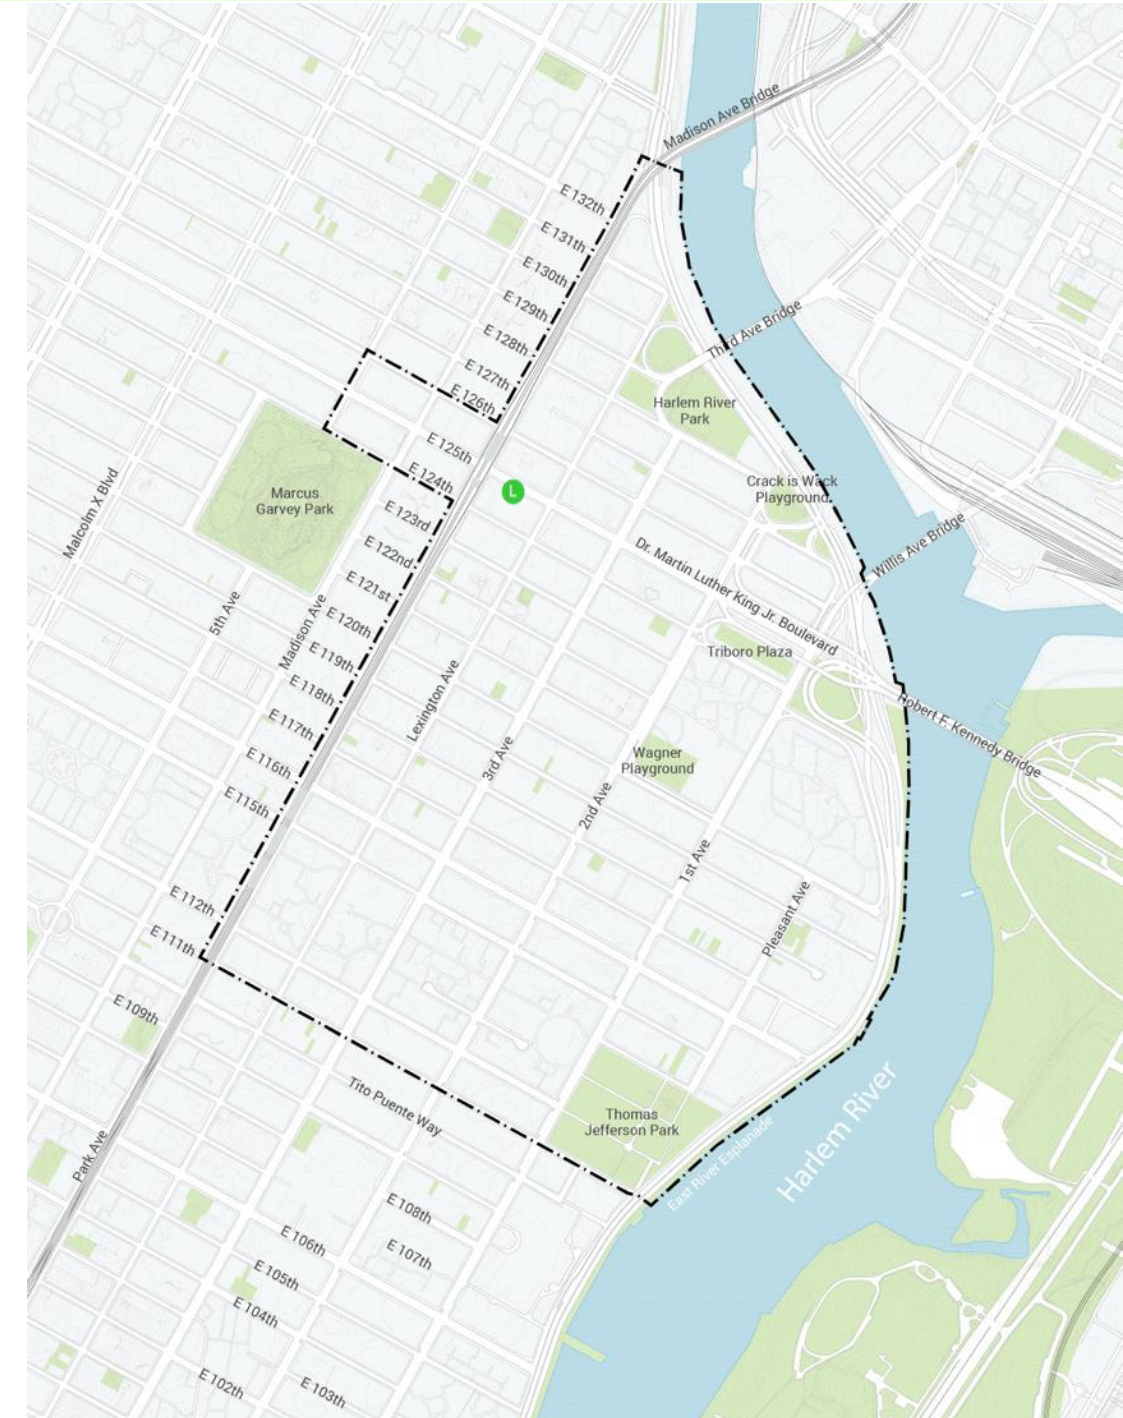 Madison Ave Bridge
E 132th
E 131th
E 130th
E 129th
Third Ave Bridge
E 128th
E 127th
E 126th
Harlem River
Park
E 125th
E 124th
L
Crack is Wack
Playground
Marcus
Garvey Park
Malcolm X Blvd
E 123rd
Willis Ave Bridge
E 122nd
Dr. Martin Luther King Jr. Boulevard
E 121st
5th Ave
Madison Ave
E 120th
E 119th
Triboro Plaza
E 118th
Lexington Ave
Robert F. Kennedy Bridge
E 117th
3rd Ave
Wagner
Playground
E 116th
E 115th
2nd Ave
1st Ave
E 112th
Pleasant Ave
E 111th
E 109th
Tito Puente Way
Thomas
Jefferson Park
Harlem River
East River Esplanade
Park Ave
E 108th
E 106th
E 107th
E 105th
E 104th
E 102th
E 103th